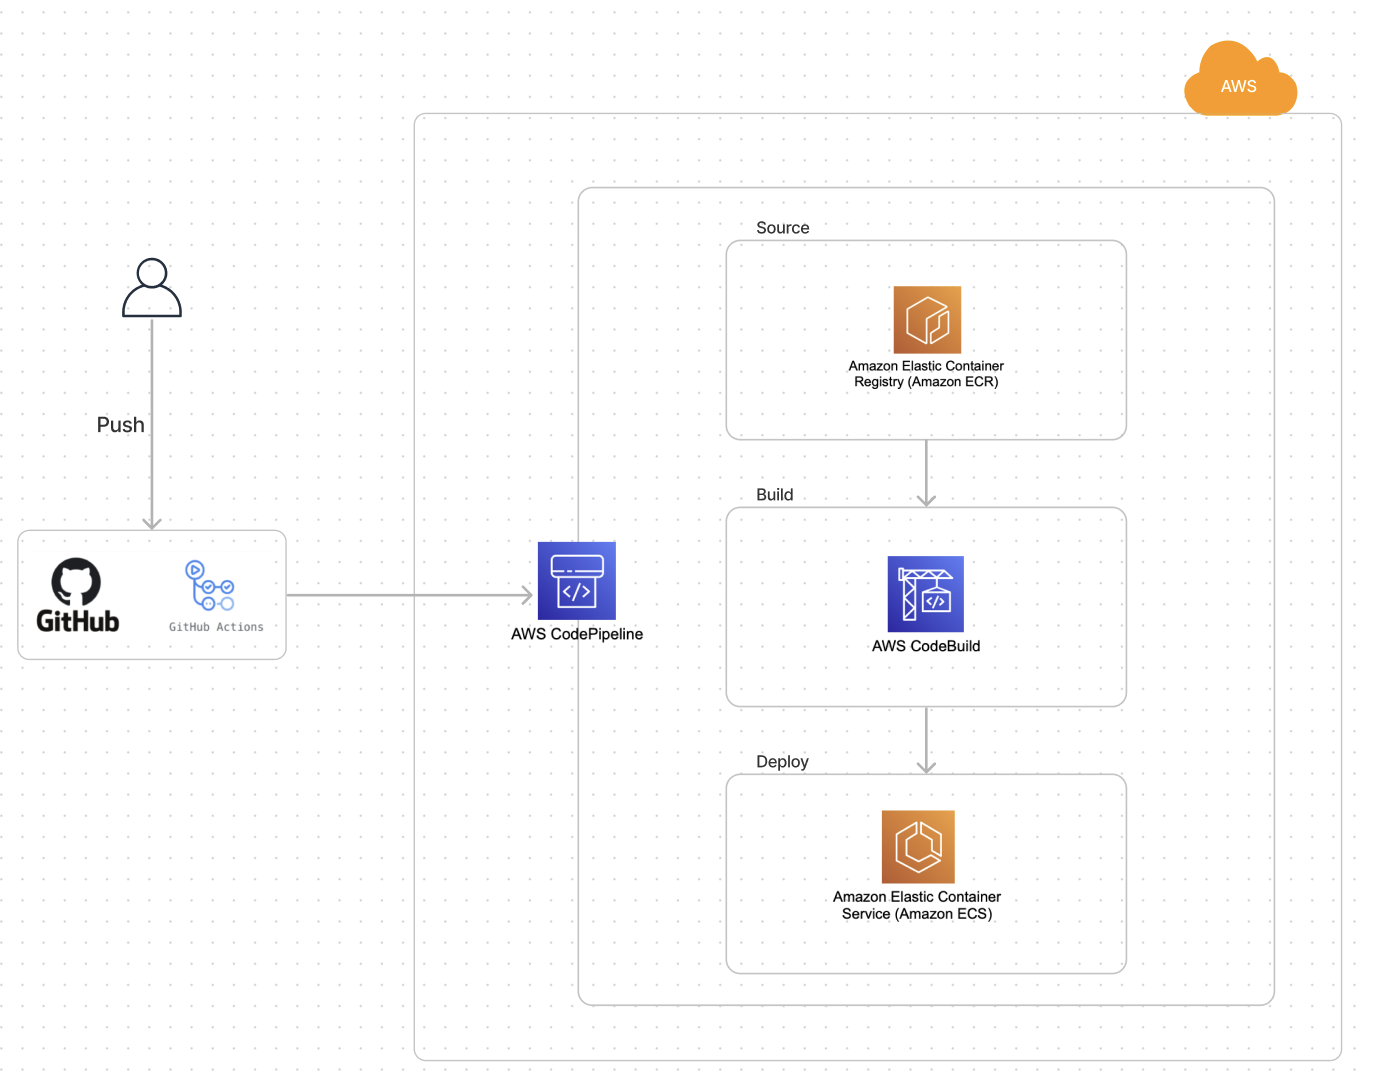 AWS
Source
Amazon Elastic Container
Registry (Amazon ECR)
Push
Build
GitHub
GitHub Actions
AWS CodePipeline
AWS CodeBuild
Deploy
Amazon Elastic Container
Service (Amazon ECS)